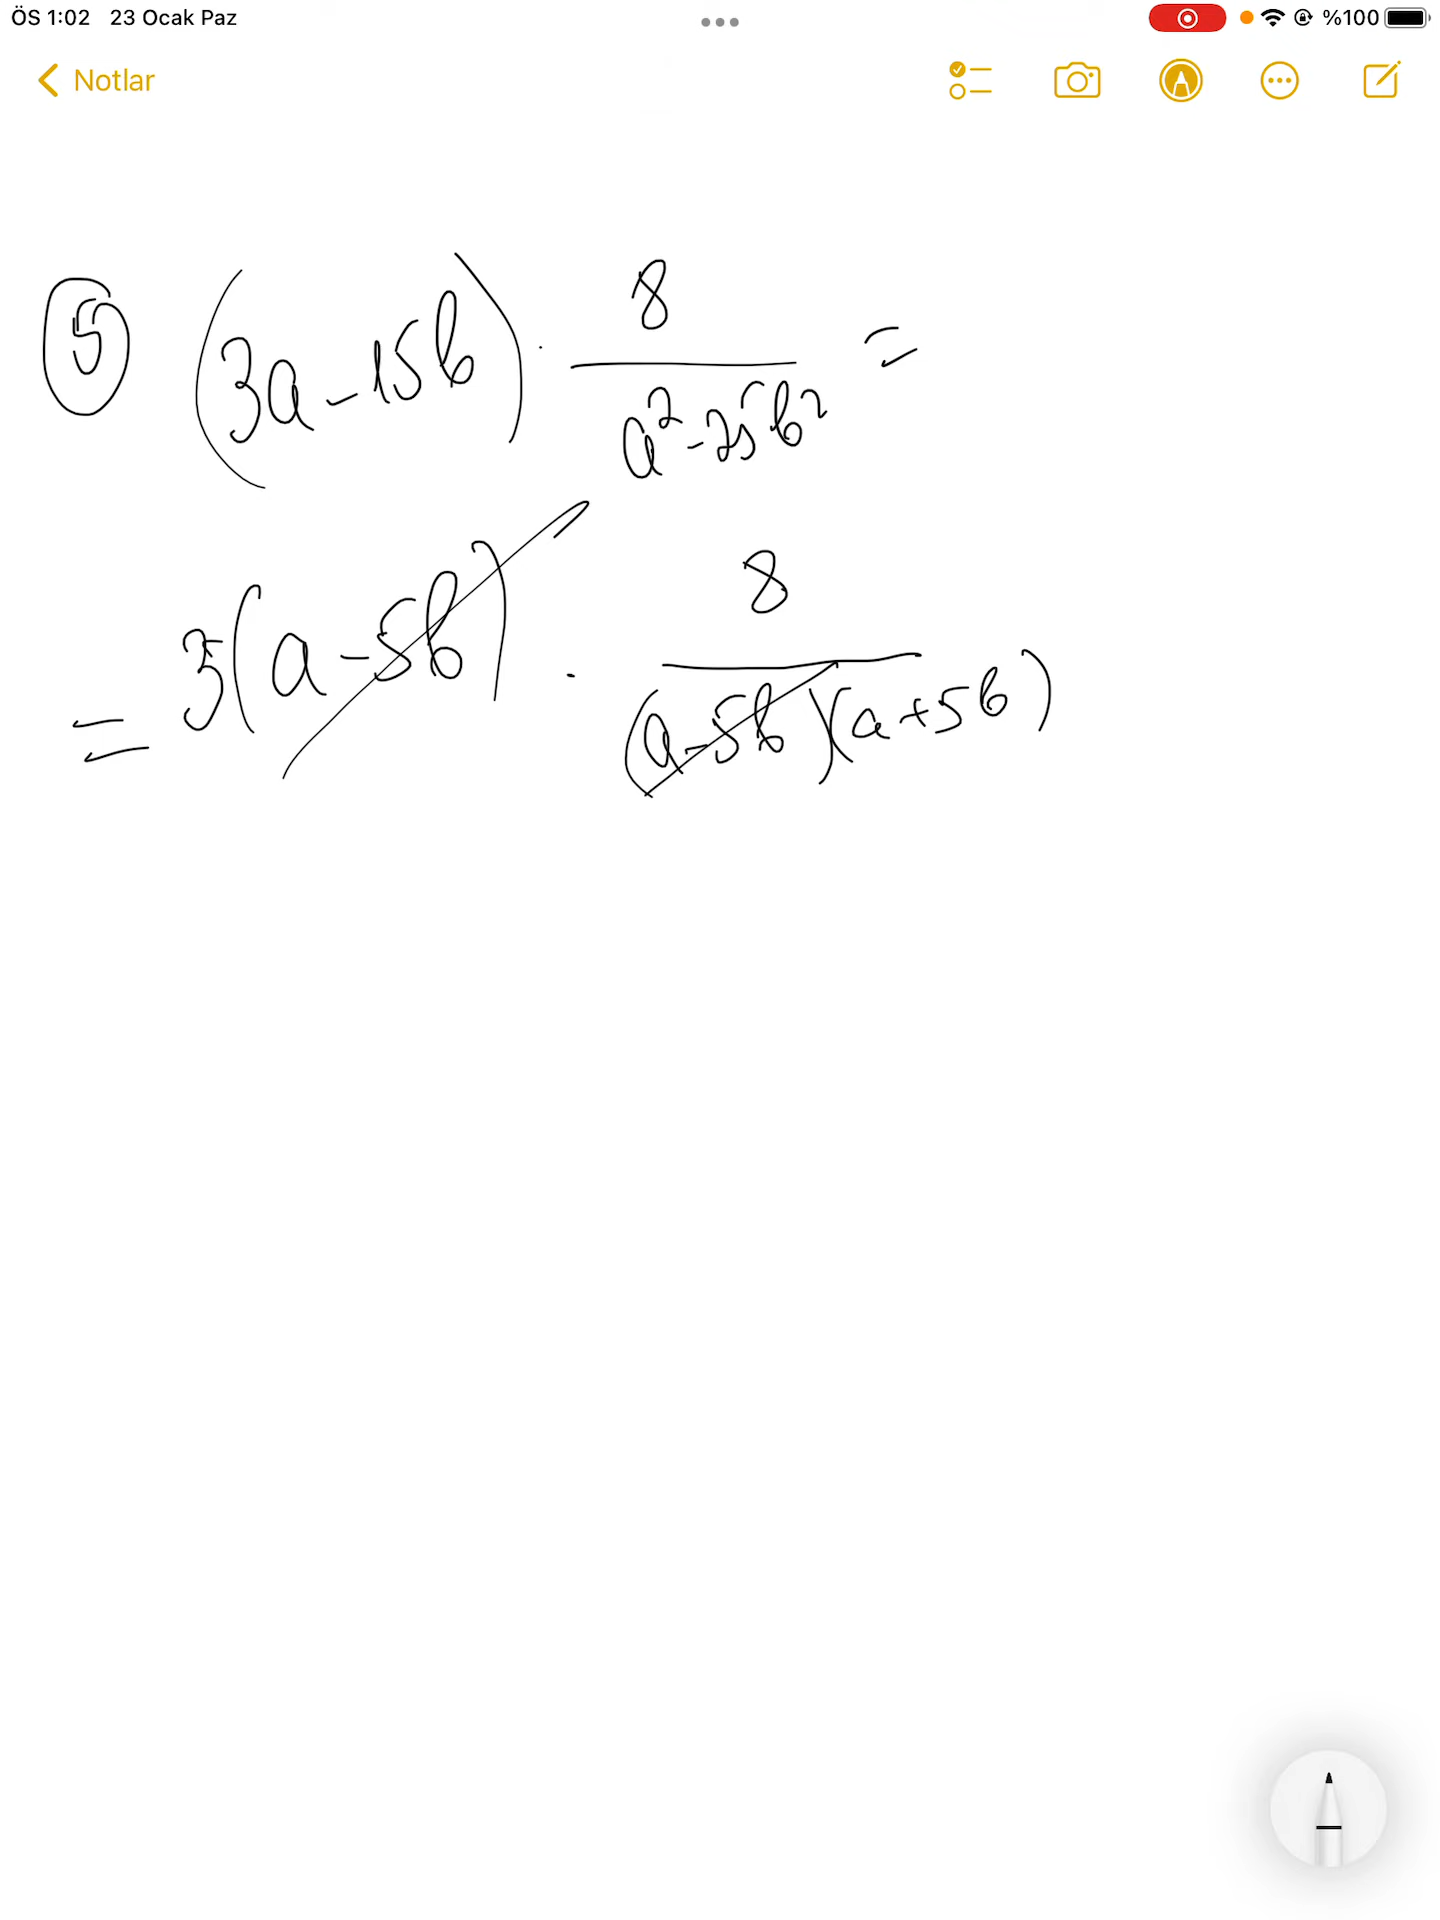 ÖS 1:02 23 Ocak Paz %100
Notlar
5 (3a-15b) · 8/(a²-25b²) =
= 3(a-5b) · 8/((a-5b)(a+5b))